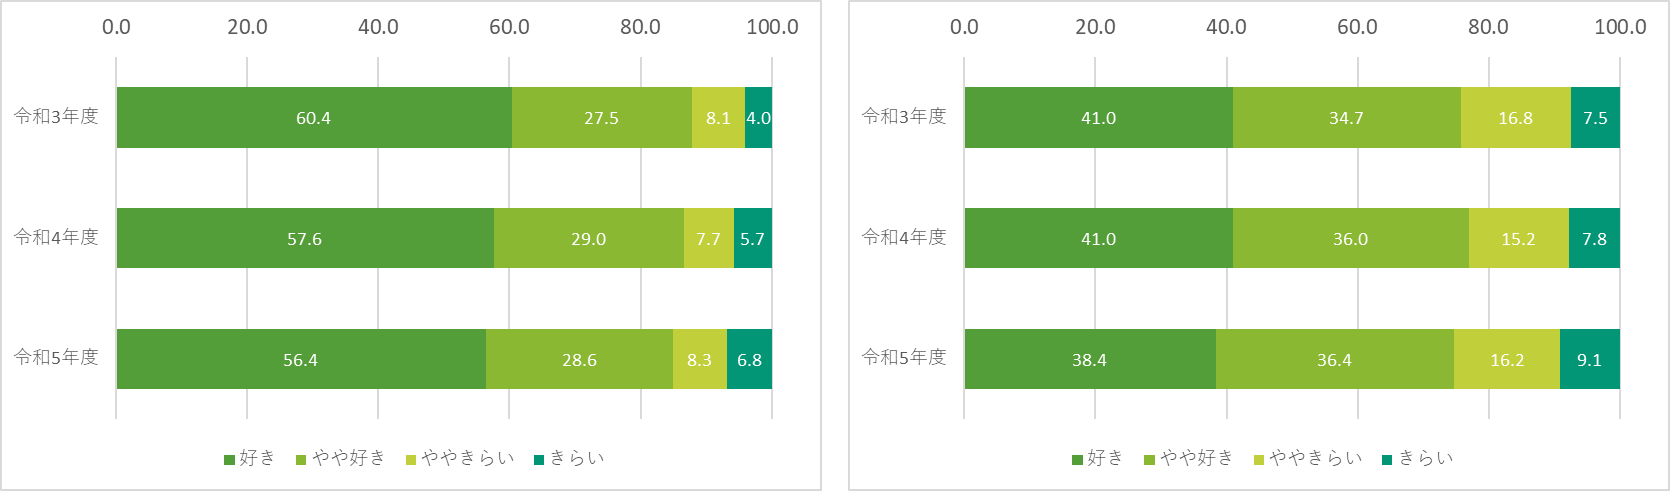 0.0 20.0 40.0 60.0 80.0 100.0
令和3年度 60.4 27.5 8.1 4.0
令和4年度 57.6 29.0 7.7 5.7
令和5年度 56.4 28.6 8.3 6.8
好き やや好き ややきらい きらい
0.0 20.0 40.0 60.0 80.0 100.0
令和3年度 41.0 34.7 16.8 7.5
令和4年度 41.0 36.0 15.2 7.8
令和5年度 38.4 36.4 16.2 9.1
好き やや好き ややきらい きらい